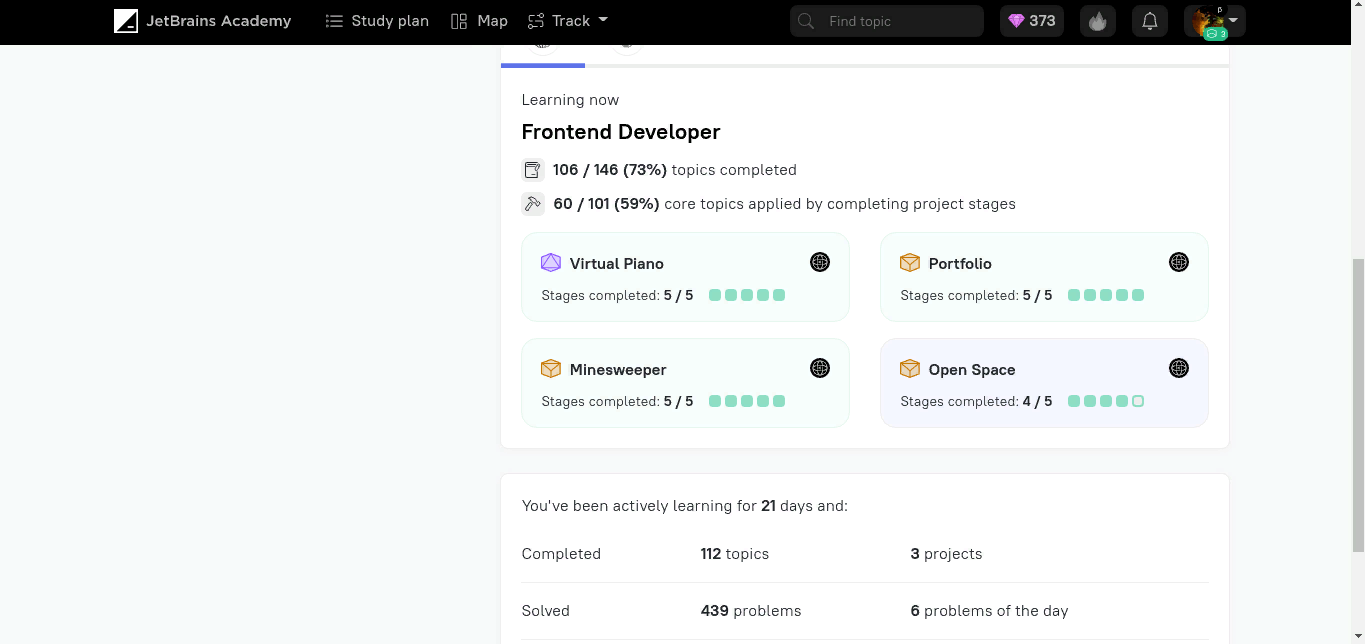 JetBrains Academy Study plan Map Track Find topic 373 β 3
Learning now
Frontend Developer
106 / 146 (73%) topics completed
60 / 101 (59%) core topics applied by completing project stages
Virtual Piano
Stages completed: 5 / 5
Portfolio
Stages completed: 5 / 5
Minesweeper
Stages completed: 5 / 5
Open Space
Stages completed: 4 / 5
You've been actively learning for 21 days and:
Completed 112 topics 3 projects
Solved 439 problems 6 problems of the day